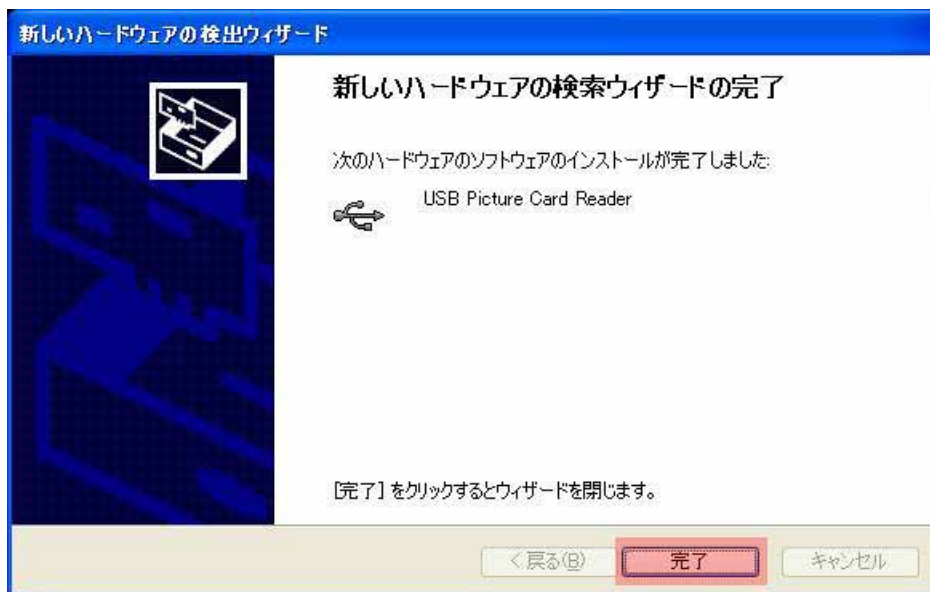 新しいハードウェアの検出ウィザード
新しいハードウェアの検索ウィザードの完了
次のハードウェアのソフトウェアのインストールが完了しました:
USB Picture Card Reader
[完了] をクリックするとウィザードを閉じます。
< 戻る(B)
完了
キャンセル